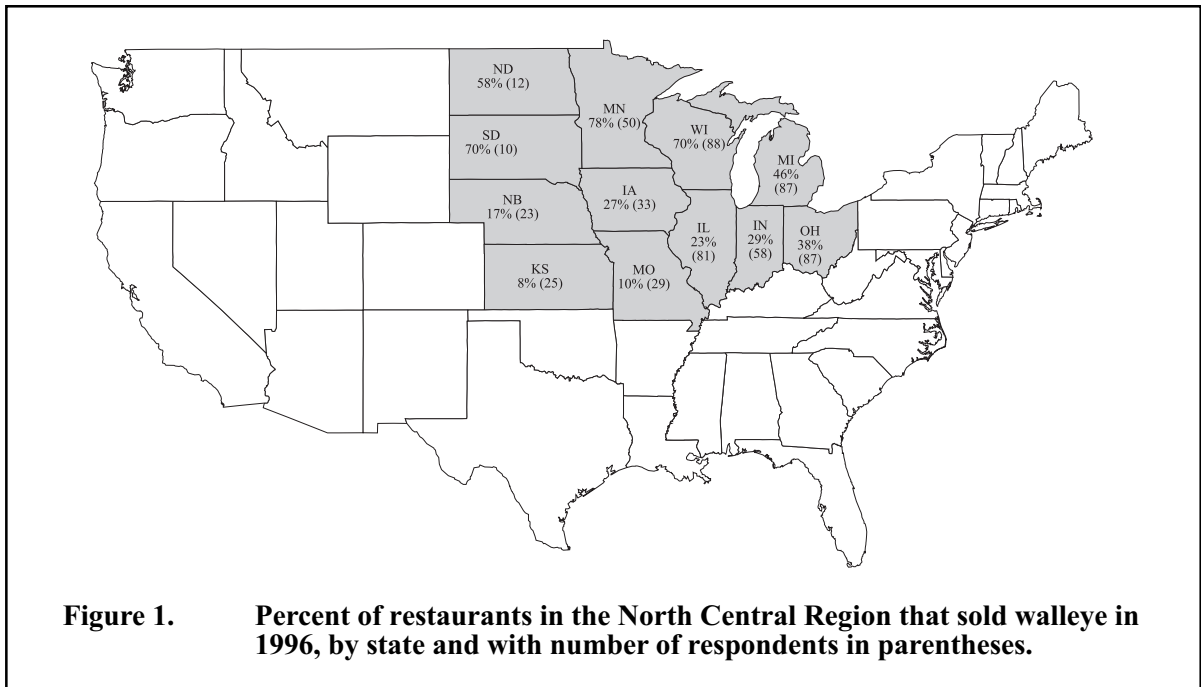 ND
58% (12)
MN
78% (50)
SD
70% (10)
WI
70% (88)
MI
46%
(87)
NB
17% (23)
IA
27% (33)
IL
23%
(81)
IN
29%
(58)
OH
38%
(87)
KS
8% (25)
MO
10% (29)
Figure 1. Percent of restaurants in the North Central Region that sold walleye in
1996, by state and with number of respondents in parentheses.